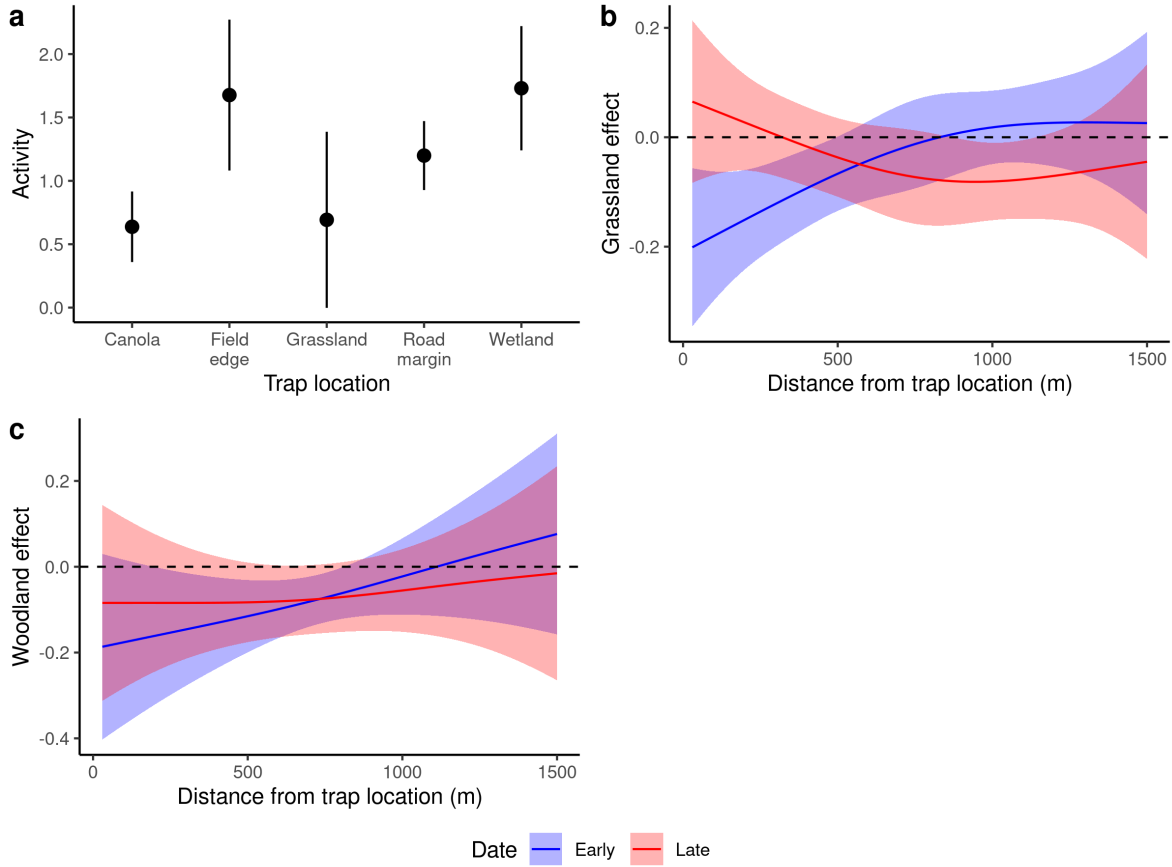 a
Activity
2.0
1.5
1.0
0.5
0.0
Canola
Field
edge
Grassland
Road
margin
Wetland
Trap location
b
Grassland effect
0.2
0.0
-0.2
0
500
1000
1500
Distance from trap location (m)
c
Woodland effect
0.2
0.0
-0.2
-0.4
0
500
1000
1500
Distance from trap location (m)
Date
Early
Late